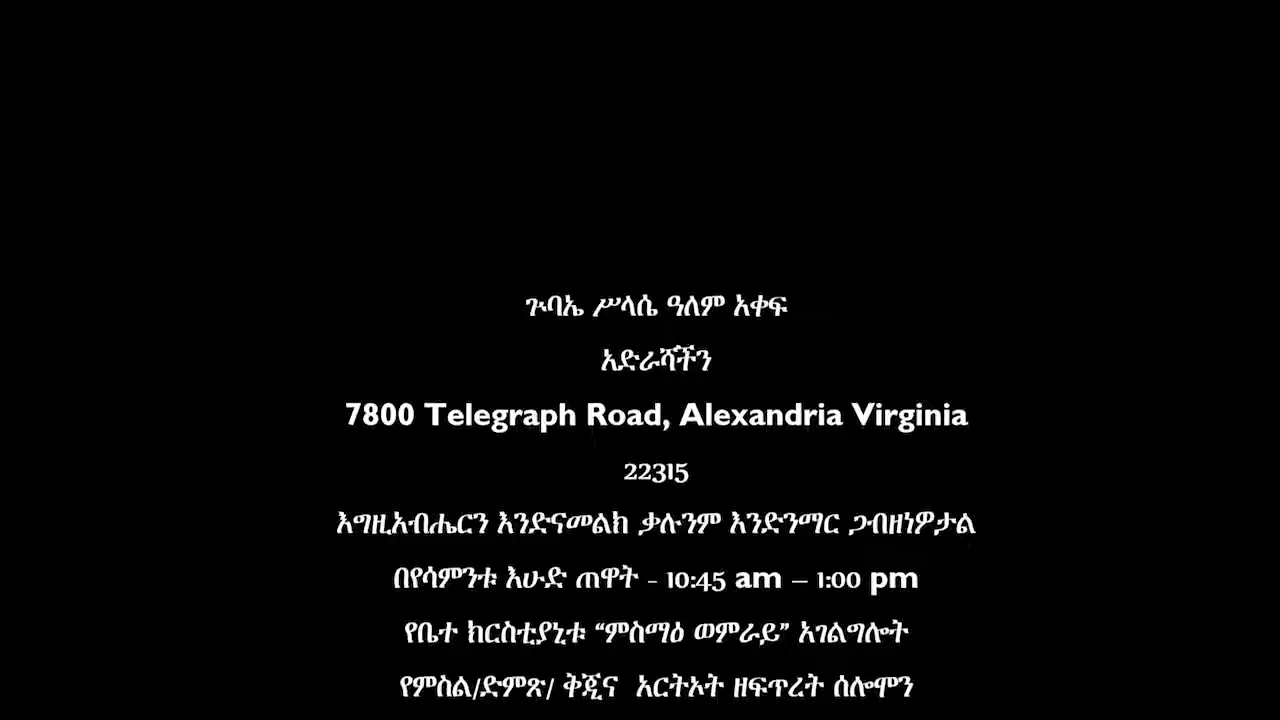 ጉባኤ ሥላሴ ዓለም አቀፍ
አድራሻችን
7800 Telegraph Road, Alexandria Virginia
22315
እግዚአብሔርን እንድናመልክ ቃሉንም እንድንማር ጋብዘነዎታል
በየሳምንቱ እሁድ ጠዋት - 10:45 am – 1:00 pm
የቤተ ክርስቲያኒቱ “ምስማዕ ወምራይ” አገልግሎት
የምስል/ድምጽ/ ቅጂና አርትኦት ዘፍጥረት ሰሎሞን